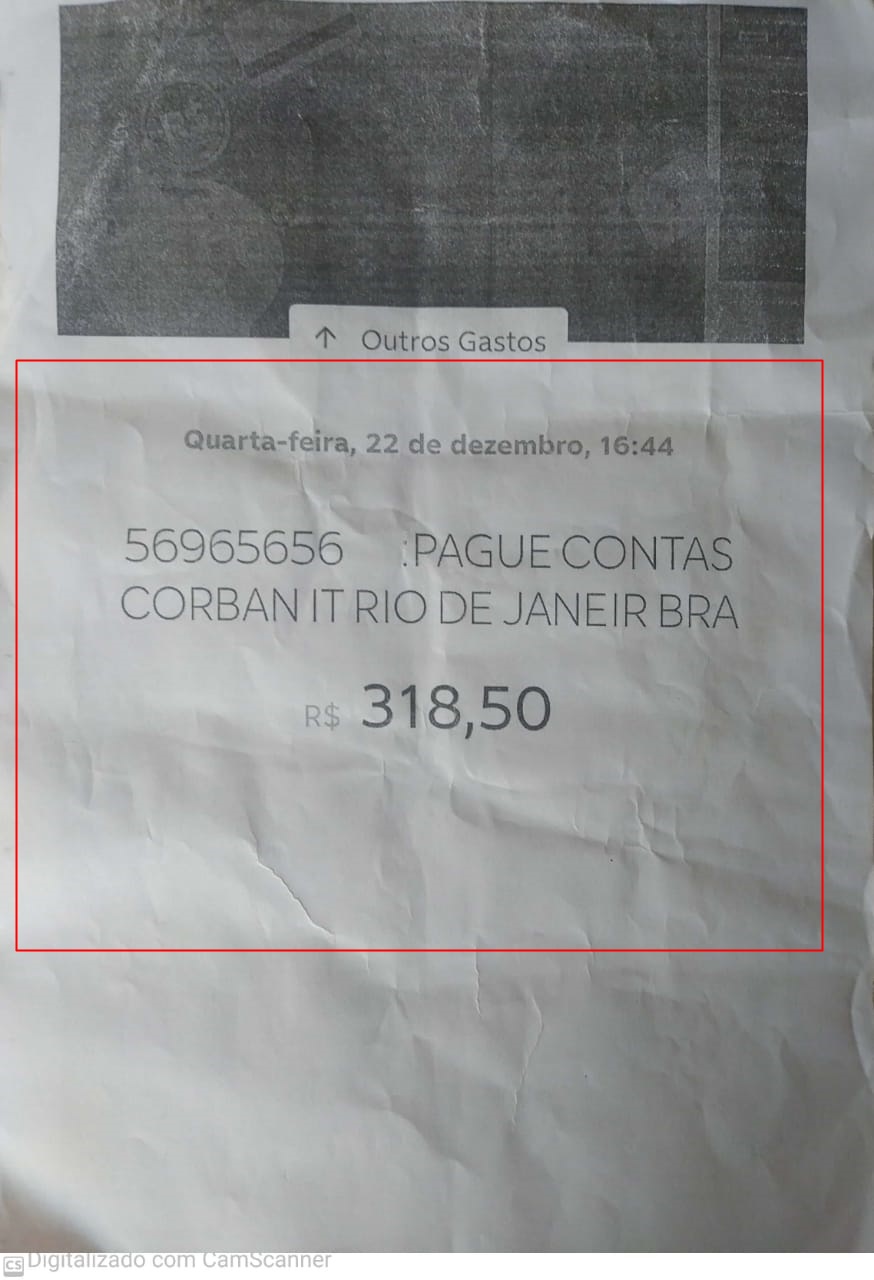 ↑ Outros Gastos
Quarta-feira, 22 de dezembro, 16:44
56965656 :PAGUE CONTAS
CORBAN IT RIO DE JANEIR BRA
R$ 318,50
CS Digitalizado com CamScanner